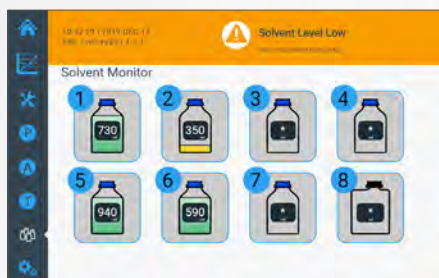 Solvent Level Low
Solvent Monitor
1 2 3 4
730 350 * *
5 6 7 8
940 590 * *
P
A